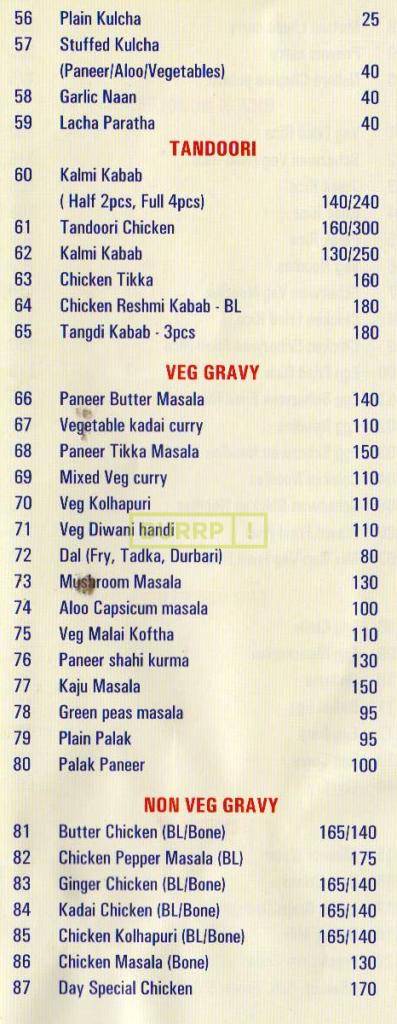 56 Plain Kulcha 25
57 Stuffed Kulcha
(Paneer/Aloo/Vegetables) 40
58 Garlic Naan 40
59 Lacha Paratha 40
TANDOORI
60 Kalmi Kabab
( Half 2pcs, Full 4pcs) 140/240
61 Tandoori Chicken 160/300
62 Kalmi Kabab 130/250
63 Chicken Tikka 160
64 Chicken Reshmi Kabab - BL 180
65 Tangdi Kabab - 3pcs 180
VEG GRAVY
66 Paneer Butter Masala 140
67 Vegetable kadai curry 110
68 Paneer Tikka Masala 150
69 Mixed Veg curry 110
70 Veg Kolhapuri 110
71 Veg Diwani handi 110
BURRP!
72 Dal (Fry, Tadka, Durbari) 80
73 Mushroom Masala 130
74 Aloo Capsicum masala 100
75 Veg Malai Koftha 110
76 Paneer shahi kurma 130
77 Kaju Masala 150
78 Green peas masala 95
79 Plain Palak 95
80 Palak Paneer 100
NON VEG GRAVY
81 Butter Chicken (BL/Bone) 165/140
82 Chicken Pepper Masala (BL) 175
83 Ginger Chicken (BL/Bone) 165/140
84 Kadai Chicken (BL/Bone) 165/140
85 Chicken Kolhapuri (BL/Bone) 165/140
86 Chicken Masala (Bone) 130
87 Day Special Chicken 170